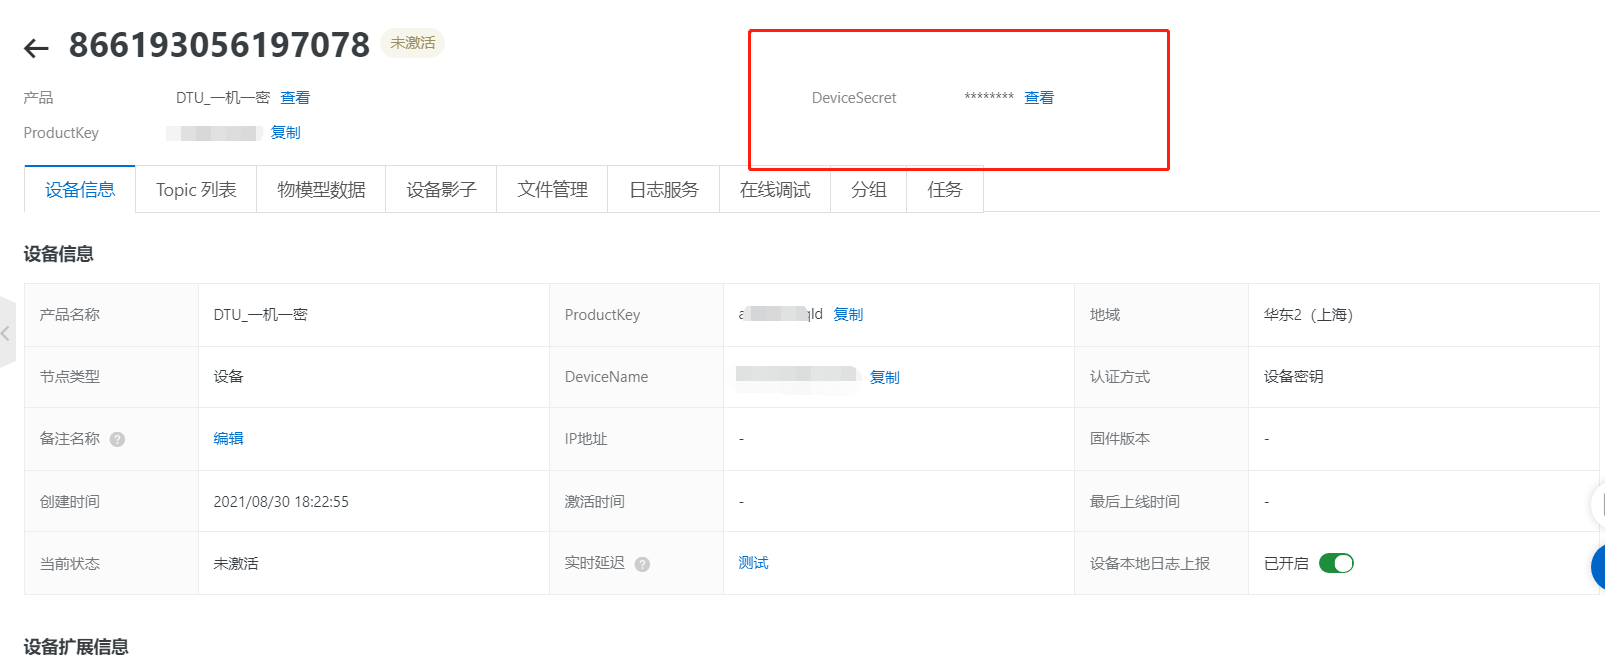 866193056197078 未激活
产品 DTU_一机一密 查看 DeviceSecret ******** 查看
ProductKey 复制
设备信息 Topic 列表 物模型数据 设备影子 文件管理 日志服务 在线调试 分组 任务
设备信息
产品名称 DTU_一机一密 ProductKey a qld 复制 地域 华东2（上海）
节点类型 设备 DeviceName 复制 认证方式 设备密钥
备注名称 ? 编辑 IP地址 - 固件版本 -
创建时间 2021/08/30 18:22:55 激活时间 - 最后上线时间 -
当前状态 未激活 实时延迟 ? 测试 设备本地日志上报 已开启
设备扩展信息